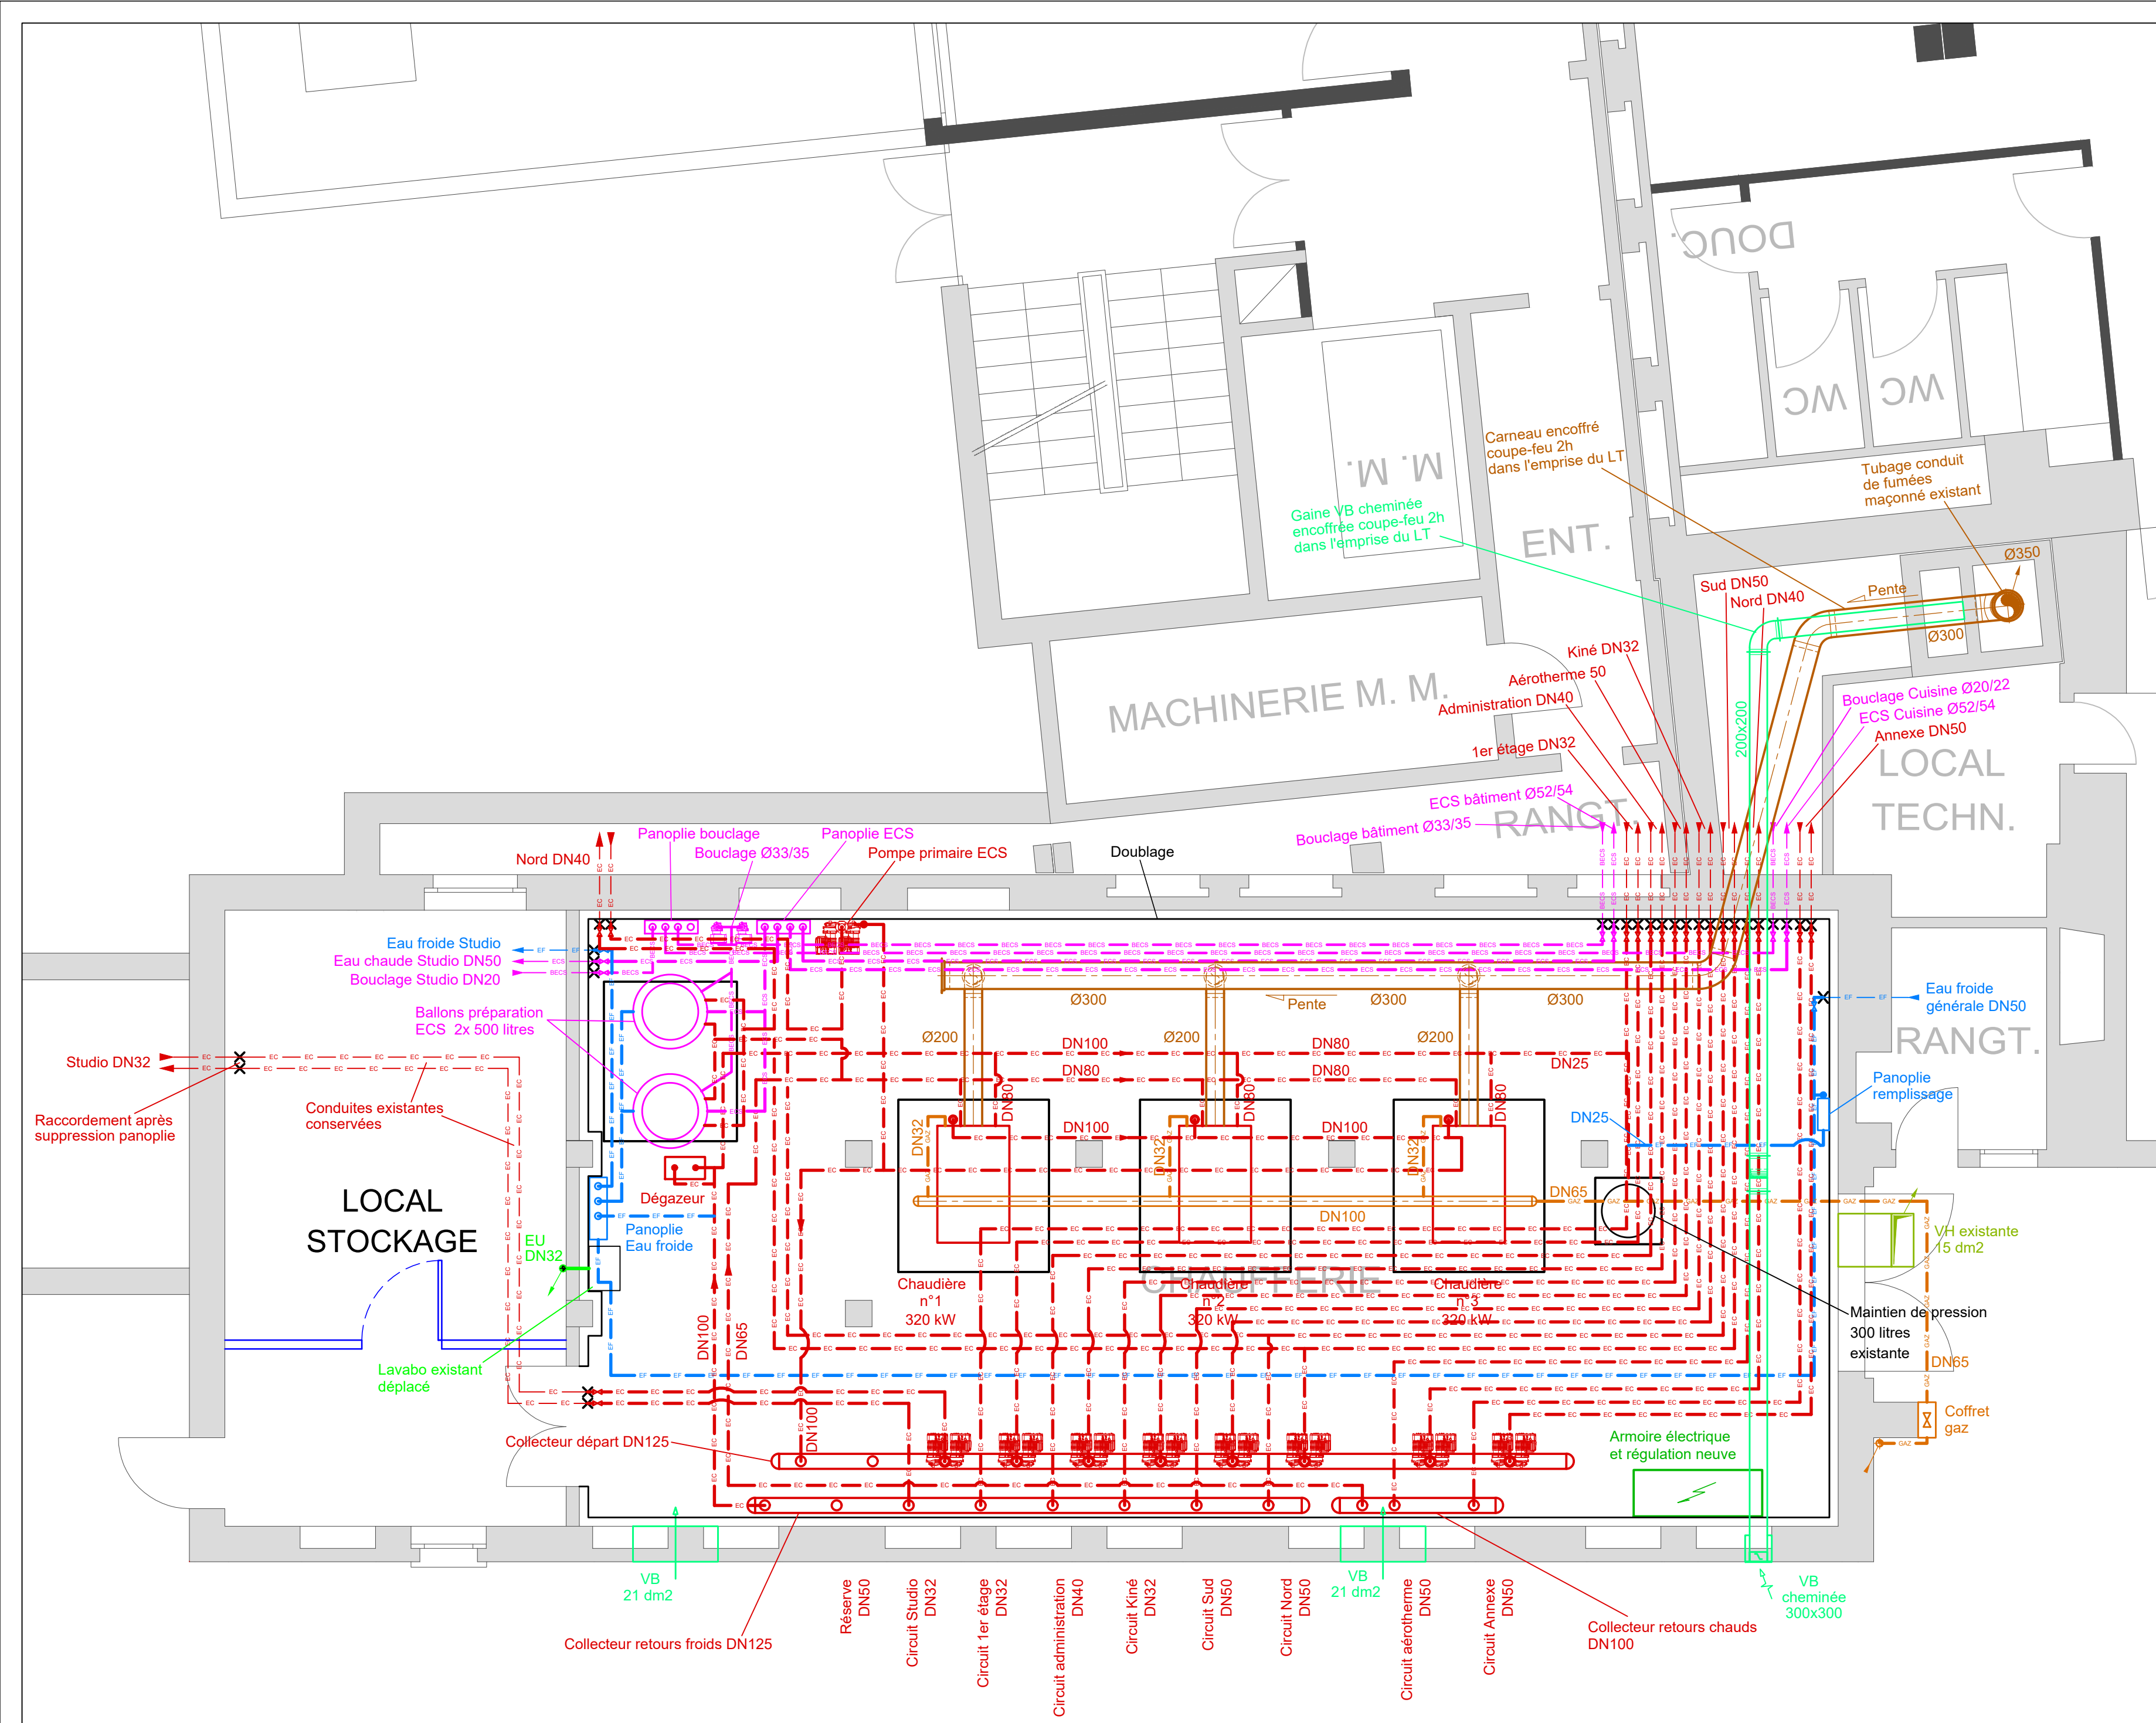 DOUC.
WC
WC
M. M.
ENT.
Carneau encoffré
coupe-feu 2h
dans l'emprise du LT
Tubage conduit
de fumées
maçonné existant
Gaine VB cheminée
encoffrée coupe-feu 2h
dans l'emprise du LT
Ø350
Pente
Ø300
Sud DN50
Nord DN40
Kiné DN32
Aérotherme 50
Administration DN40
1er étage DN32
MACHINERIE M. M.
200x200
Bouclage Cuisine Ø20/22
ECS Cuisine Ø52/54
Annexe DN50
LOCAL
TECHN.
ECS bâtiment Ø52/54
Bouclage bâtiment Ø33/35
RANGT.
Nord DN40
Panoplie bouclage
Bouclage Ø33/35
Panoplie ECS
Pompe primaire ECS
Doublage
Eau froide Studio
Eau chaude Studio DN50
Bouclage Studio DN20
Ballons préparation
ECS 2x 500 litres
Ø300
Pente
Ø300
Ø300
Eau froide
générale DN50
RANGT.
Studio DN32
Ø200
DN100
Ø200
DN80
Ø200
DN25
DN80
DN80
Raccordement après
suppression panoplie
Conduites existantes
conservées
DN80
DN80
DN80
DN32
DN100
DN32
DN100
DN32
DN25
Panoplie
remplissage
LOCAL
STOCKAGE
Dégazeur
Panoplie
Eau froide
EU
DN32
DN65
DN100
VH existante
15 dm2
CHAUFFERIE
Chaudière
n°1
320 kW
Chaudière
n°2
320 kW
Chaudière
n°3
320 kW
Maintien de pression
300 litres
existante
DN100
DN65
Lavabo existant
déplacé
DN65
DN100
Collecteur départ DN125
Armoire électrique
et régulation neuve
Coffret
gaz
VB
21 dm2
Réserve
DN50
Circuit Studio
DN32
Circuit 1er étage
DN32
Circuit administration
DN40
Circuit Kiné
DN32
Circuit Sud
DN50
Circuit Nord
DN50
VB
21 dm2
Circuit aérotherme
DN50
Circuit Annexe
DN50
VB
cheminée
300x300
Collecteur retours froids DN125
Collecteur retours chauds
DN100